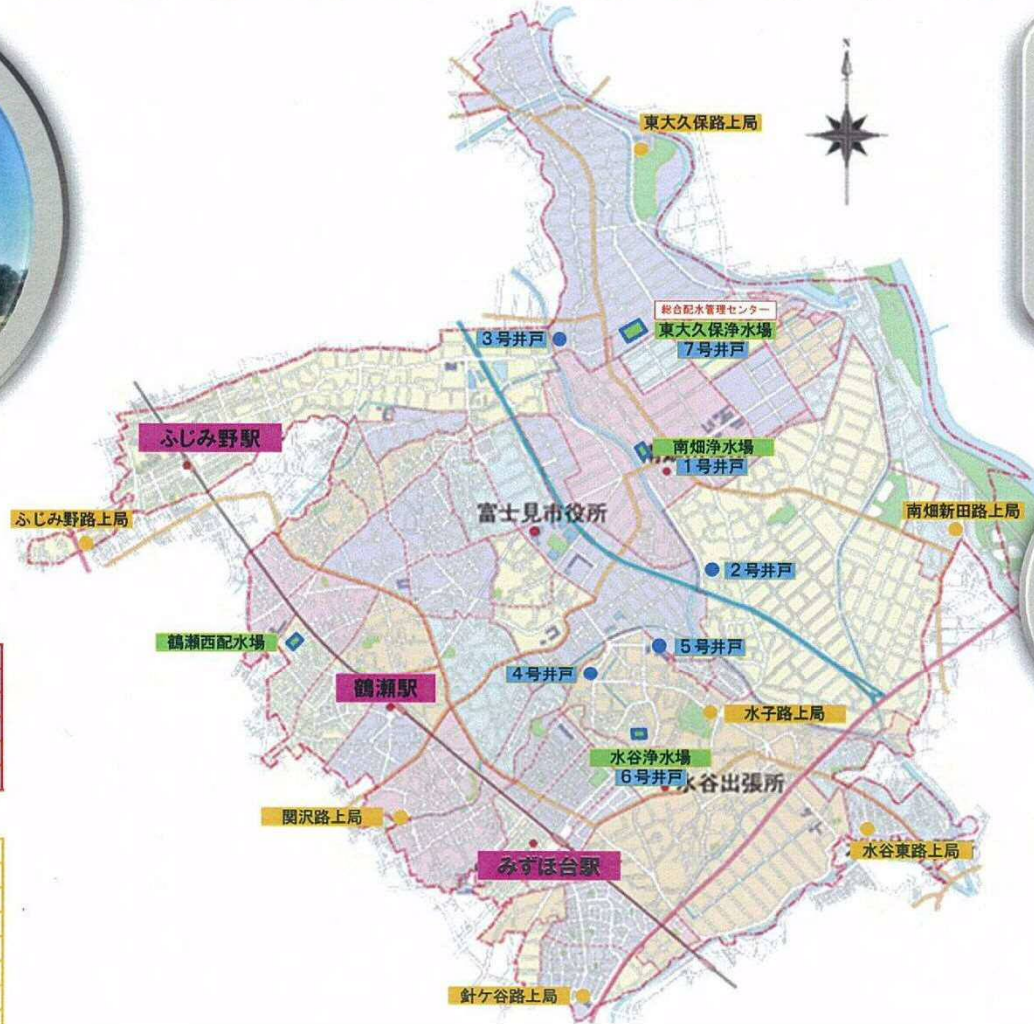 N
東大久保路上局
総合配水管理センター
東大久保浄水場
7号井戸
3号井戸
ふじみ野駅
南畑浄水場
1号井戸
ふじみ野路上局
富士見市役所
南畑新田路上局
2号井戸
鶴瀬西配水場
5号井戸
4号井戸
鶴瀬駅
水子路上局
水谷浄水場
6号井戸
水谷出張所
関沢路上局
水谷東路上局
みずほ台駅
針ケ谷路上局